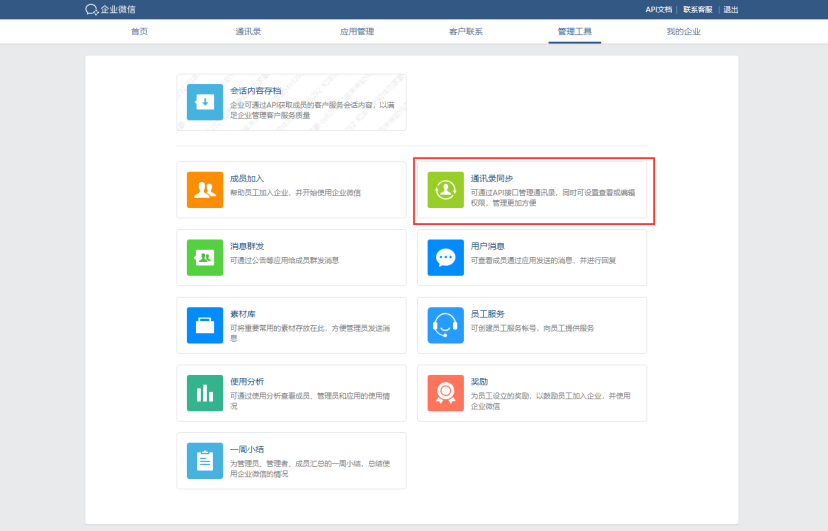 企业微信
API文档 | 联系客服 | 退出
首页 通讯录 应用管理 客户联系 管理工具 我的企业
会话内容存档
企业可通过API获取成员的客户服务会话内容，以满
足企业管理客户服务质量
成员加入
帮助员工加入企业，并开始使用企业微信
通讯录同步
可通过API接口管理通讯录，同时可设置查看或编辑
权限，管理更加方便
消息群发
可通过公告等应用给成员群发消息
用户消息
可查看成员通过应用发送的消息，并进行回复
素材库
可将重要常用的素材存放在此，方便管理员发送消
息
员工服务
可创建员工服务帐号，向员工提供服务
使用分析
可通过使用分析查看成员、管理员和应用的使用情
况
奖励
为员工设立的奖励，以鼓励员工加入企业，并使用
企业微信
一周小结
为管理员、管理者、成员汇总的一周小结，总结使
用企业微信的情况